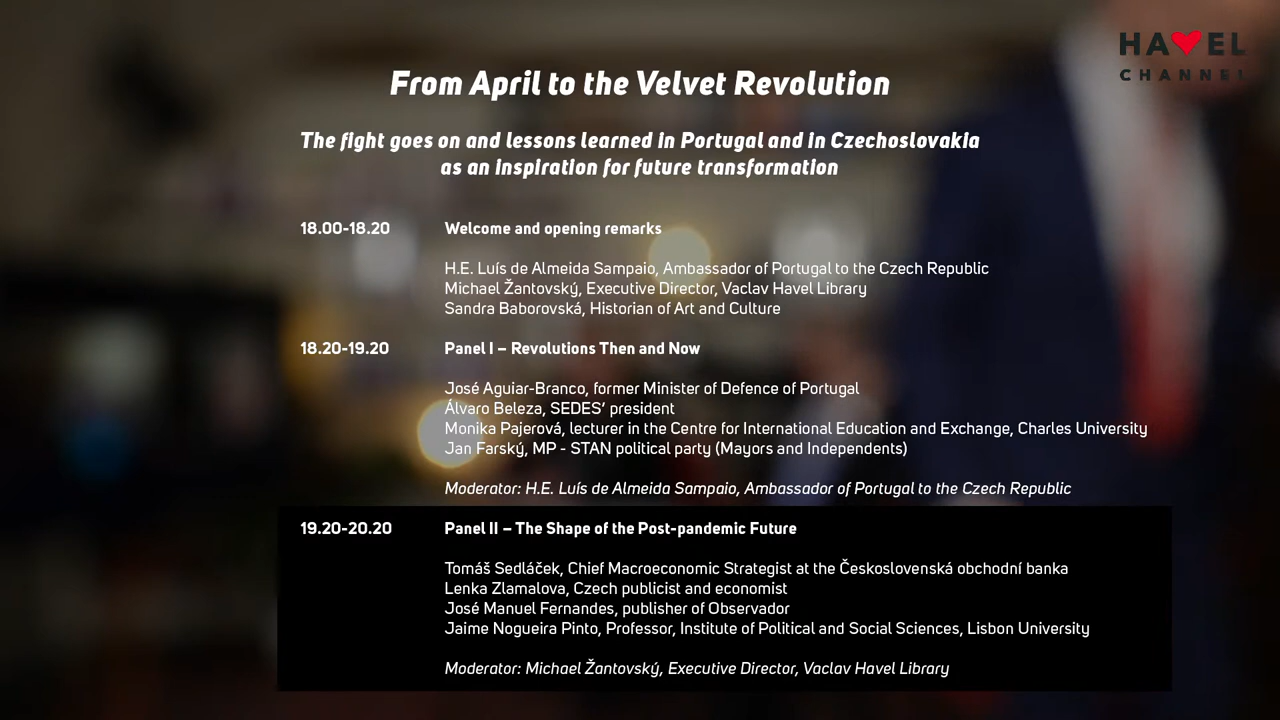 HAVEL
CHANNEL
From April to the Velvet Revolution
The fight goes on and lessons learned in Portugal and in Czechoslovakia
as an inspiration for future transformation
18.00-18.20 Welcome and opening remarks
H.E. Luís de Almeida Sampaio, Ambassador of Portugal to the Czech Republic
Michael Žantovský, Executive Director, Vaclav Havel Library
Sandra Baborovská, Historian of Art and Culture
18.20-19.20 Panel I – Revolutions Then and Now
José Aguiar-Branco, former Minister of Defence of Portugal
Álvaro Beleza, SEDES’ president
Monika Pajerová, lecturer in the Centre for International Education and Exchange, Charles University
Jan Farský, MP - STAN political party (Mayors and Independents)
Moderator: H.E. Luís de Almeida Sampaio, Ambassador of Portugal to the Czech Republic
19.20-20.20 Panel II – The Shape of the Post-pandemic Future
Tomáš Sedláček, Chief Macroeconomic Strategist at the Československá obchodní banka
Lenka Zlamalova, Czech publicist and economist
José Manuel Fernandes, publisher of Observador
Jaime Nogueira Pinto, Professor, Institute of Political and Social Sciences, Lisbon University
Moderator: Michael Žantovský, Executive Director, Vaclav Havel Library